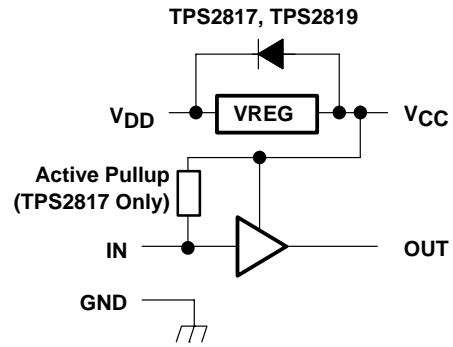 TPS2817, TPS2819
VDD
VREG
VCC
Active Pullup
(TPS2817 Only)
IN
OUT
GND